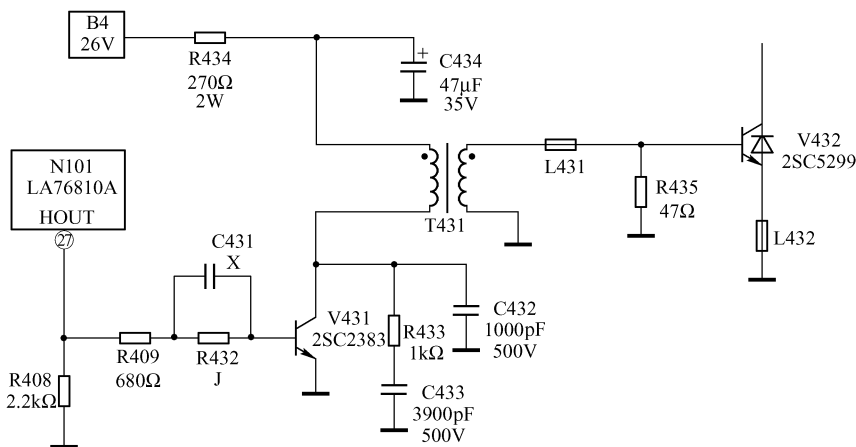 B4
26V
R434
270Ω
2W
+
C434
47μF
35V
N101
LA76810A
HOUT
27
C431
X
T431
L431
R435
47Ω
V432
2SC5299
L432
R409
680Ω
R432
J
R408
2.2kΩ
V431
2SC2383
R433
1kΩ
C432
1000pF
500V
C433
3900pF
500V